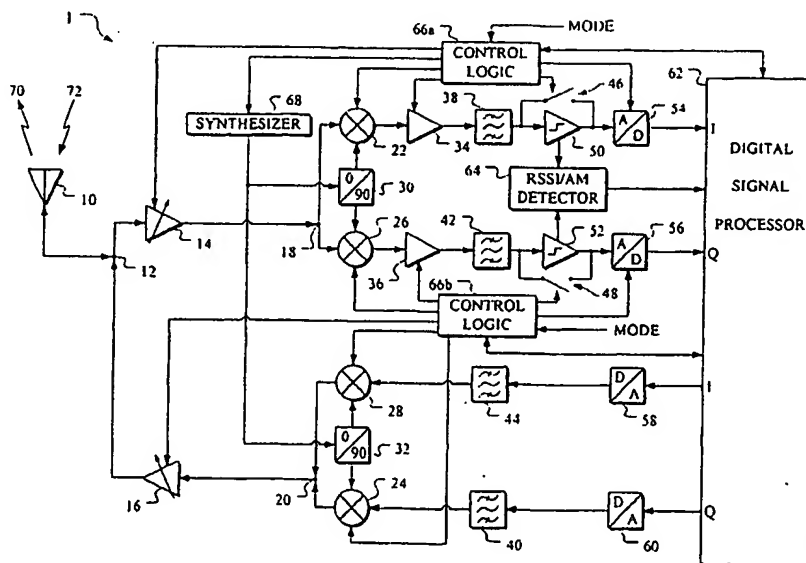 1
66a
MODE
CONTROL
LOGIC
70
72
68
SYNTHESIZER
38
46
62
A
D
54
I
22
34
50
64
DIGITAL
10
14
0
90
30
RSSI/AM
DETECTOR
SIGNAL
18
26
42
52
A
D
56
PROCESSOR
12
36
66b
48
Q
CONTROL
LOGIC
MODE
28
44
D
A
58
I
0
90
32
16
20
24
40
D
A
60
Q